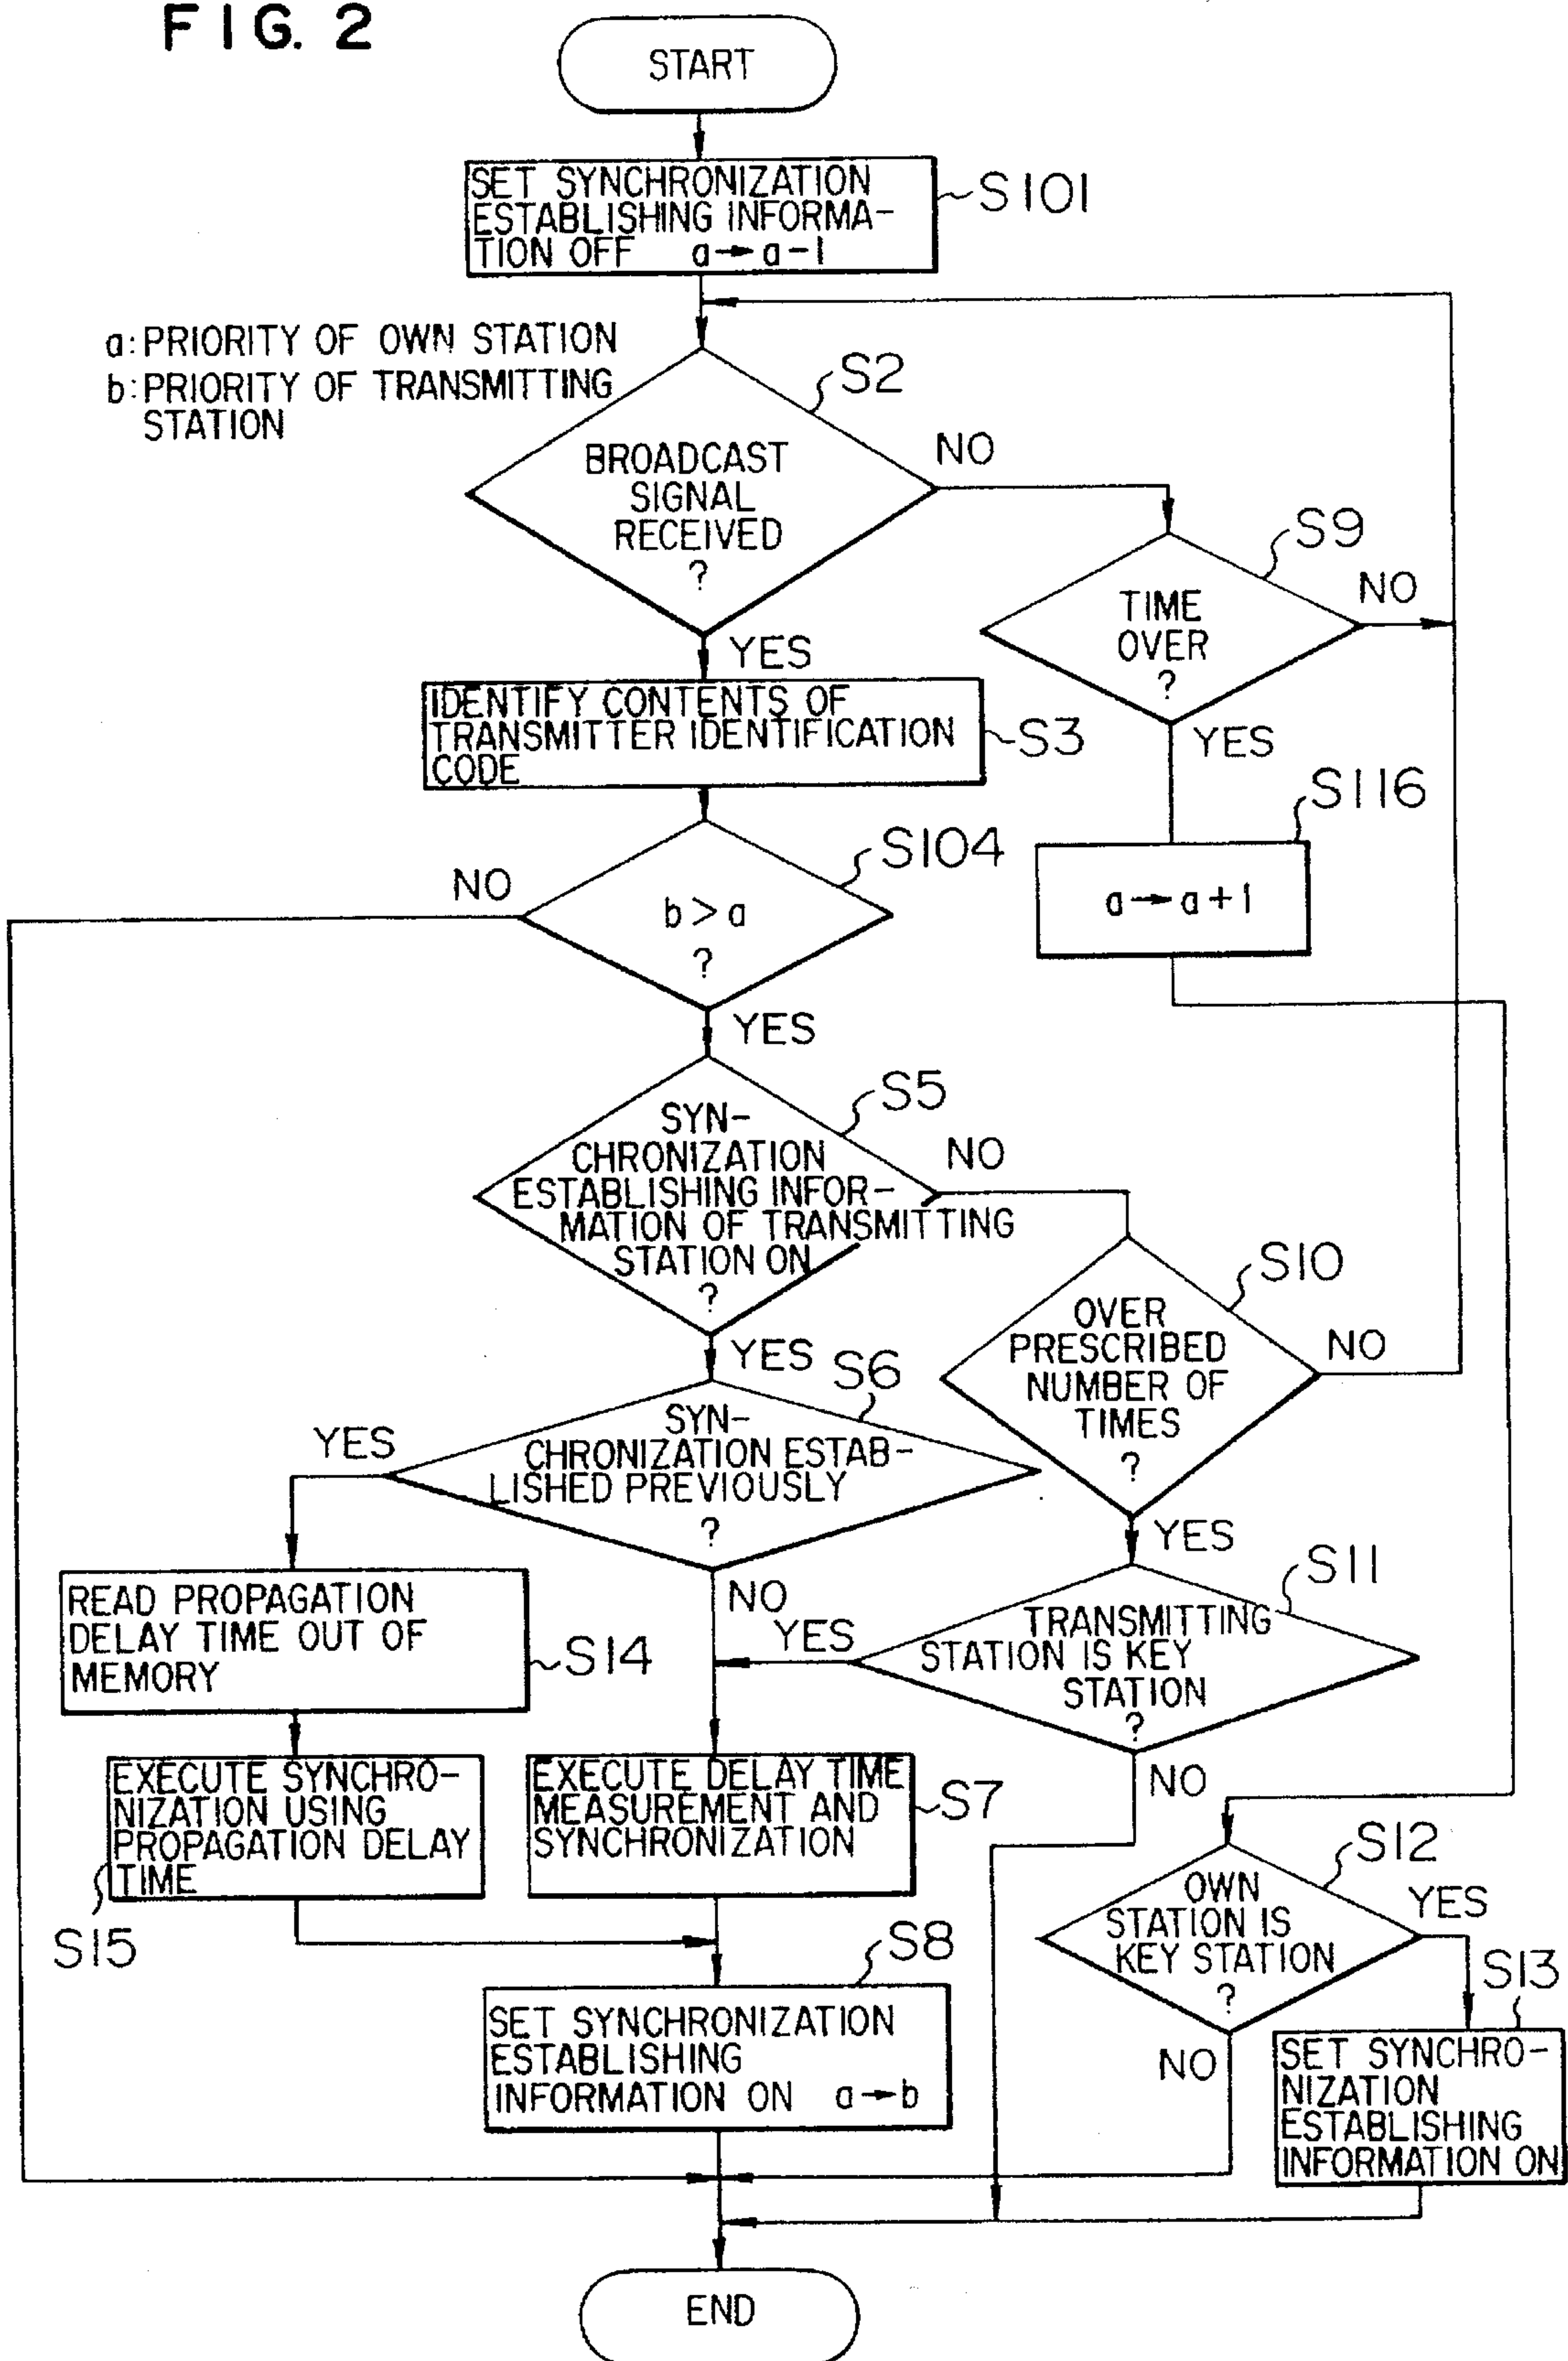 FIG. 2
START
SET SYNCHRONIZATION
ESTABLISHING INFORMA-
TION OFF a→a-1
S101
a: PRIORITY OF OWN STATION
b: PRIORITY OF TRANSMITTING
STATION
S2
BROADCAST
SIGNAL
RECEIVED
?
NO
YES
S9
TIME
OVER
?
NO
YES
IDENTIFY CONTENTS OF
TRANSMITTER IDENTIFICATION
CODE
S3
S116
a→a+1
S104
b>a
?
NO
YES
S5
SYN-
CHRONIZATION
ESTABLISHING INFOR-
MATION OF TRANSMITTING
STATION ON
?
NO
YES
S10
OVER
PRESCRIBED
NUMBER OF
TIMES
?
NO
YES
S6
SYN-
CHRONIZATION ESTAB-
LISHED PREVIOUSLY
?
YES
NO
S11
TRANSMITTING
STATION IS KEY
STATION
?
YES
NO
READ PROPAGATION
DELAY TIME OUT OF
MEMORY
S14
EXECUTE SYNCHRO-
NIZATION USING
PROPAGATION DELAY
TIME
S15
EXECUTE DELAY TIME
MEASUREMENT AND
SYNCHRONIZATION
S7
S12
OWN
STATION IS
KEY STATION
?
YES
NO
S8
SET SYNCHRONIZATION
ESTABLISHING
INFORMATION ON a→b
S13
SET SYNCHRO-
NIZATION
ESTABLISHING
INFORMATION ON
END